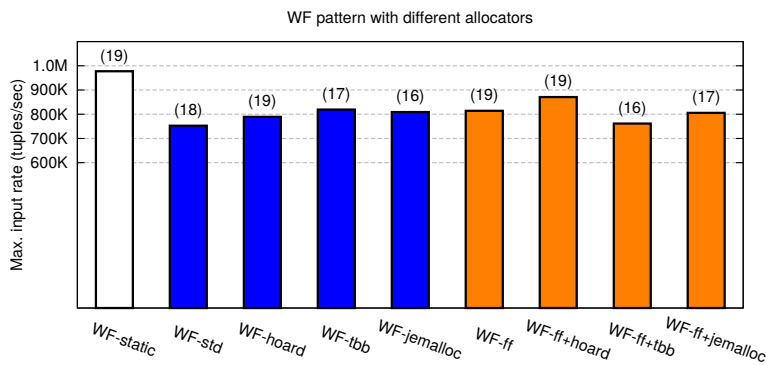 WF pattern with different allocators
Max. input rate (tuples/sec)
1.0M
900K
800K
700K
600K
(19)
(18)
(19)
(17)
(16)
(19)
(19)
(16)
(17)
WF-static
WF-std
WF-hoard
WF-tbb
WF-jemalloc
WF-ff
WF-ff+hoard
WF-ff+tbb
WF-ff+jemalloc